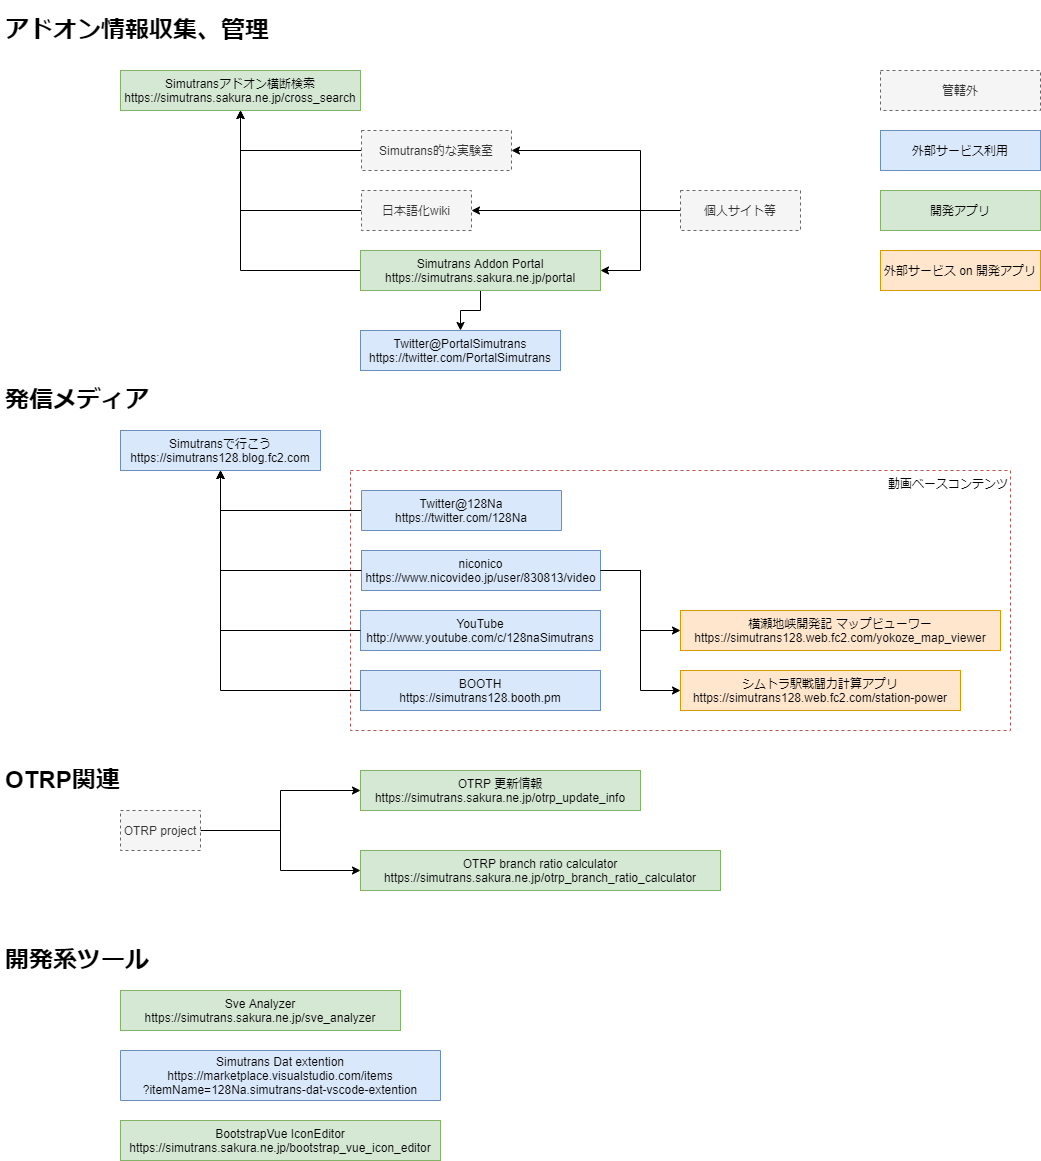 アドオン情報収集、管理
Simutransアドオン横断検索
https://simutrans.sakura.ne.jp/cross_search
管轄外
Simutrans的な実験室
外部サービス利用
日本語化wiki
個人サイト等
開発アプリ
Simutrans Addon Portal
https://simutrans.sakura.ne.jp/portal
外部サービス on 開発アプリ
Twitter@PortalSimutrans
https://twitter.com/PortalSimutrans
発信メディア
Simutransで行こう
https://simutrans128.blog.fc2.com
動画ベースコンテンツ
Twitter@128Na
https://twitter.com/128Na
niconico
https://www.nicovideo.jp/user/830813/video
YouTube
http://www.youtube.com/c/128naSimutrans
横瀬地峡開発記 マップビューワー
https://simutrans128.web.fc2.com/yokoze_map_viewer
BOOTH
https://simutrans128.booth.pm
シムトラ駅戦闘力計算アプリ
https://simutrans128.web.fc2.com/station-power
OTRP関連
OTRP 更新情報
https://simutrans.sakura.ne.jp/otrp_update_info
OTRP project
OTRP branch ratio calculator
https://simutrans.sakura.ne.jp/otrp_branch_ratio_calculator
開発系ツール
Sve Analyzer
https://simutrans.sakura.ne.jp/sve_analyzer
Simutrans Dat extention
https://marketplace.visualstudio.com/items
?itemName=128Na.simutrans-dat-vscode-extention
BootstrapVue IconEditor
https://simutrans.sakura.ne.jp/bootstrap_vue_icon_editor